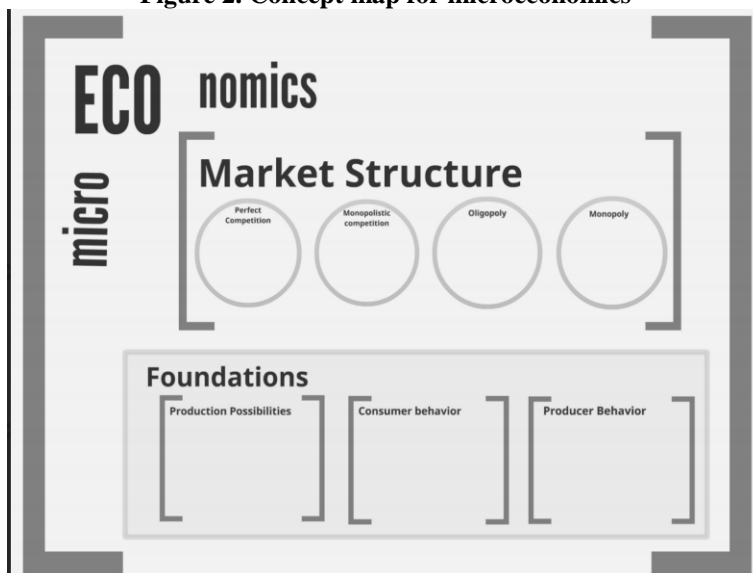 Figure 2. Concept map for microeconomics
ECO nomics
micro
Market Structure
Perfect
Competition
Monopolistic
competition
Oligopoly
Monopoly
Foundations
Production Possibilities
Consumer behavior
Producer Behavior